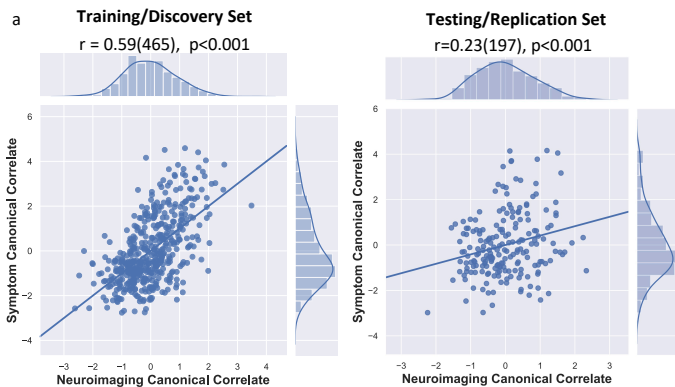 a
Training/Discovery Set
r = 0.59(465),  p<0.001
Symptom Canonical Correlate
6
4
2
0
−2
−4
−3 −2 −1 0 1 2 3 4
Neuroimaging Canonical Correlate
Testing/Replication Set
r=0.23(197), p<0.001
Symptom Canonical Correlate
6
4
2
0
−2
−4
−3 −2 −1 0 1 2 3
Neuroimaging Canonical Correlate